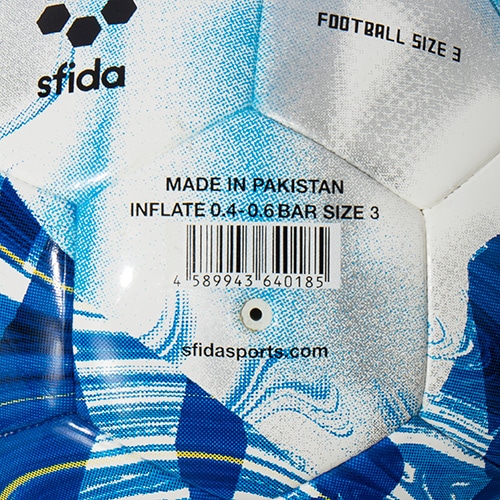 FOOTBALL SIZE 3
sfida
MADE IN PAKISTAN
INFLATE 0.4-0.6 BAR SIZE 3
4 589943 640185
sfidasports.com